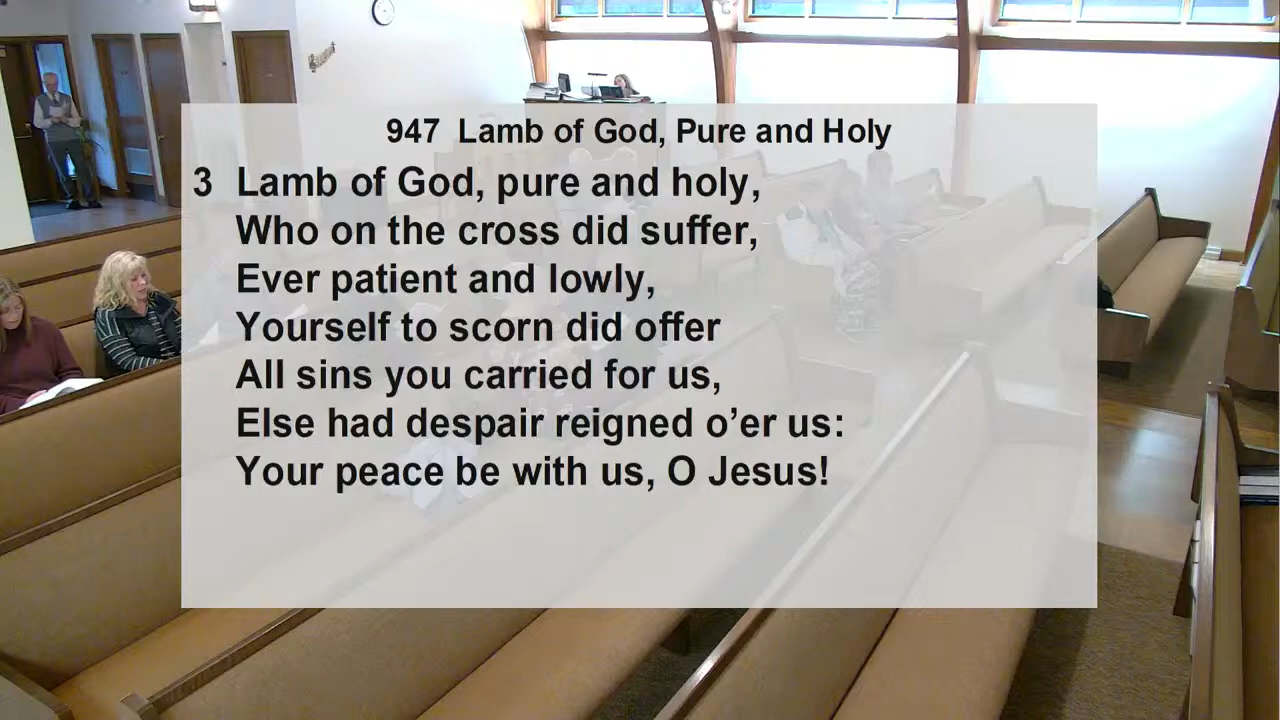 947 Lamb of God, Pure and Holy
3 Lamb of God, pure and holy,
Who on the cross did suffer,
Ever patient and lowly,
Yourself to scorn did offer
All sins you carried for us,
Else had despair reigned o’er us:
Your peace be with us, O Jesus!